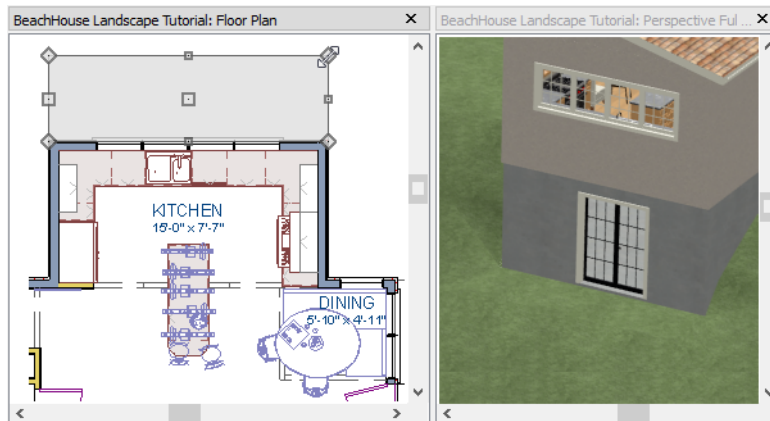 BeachHouse Landscape Tutorial: Floor Plan
BeachHouse Landscape Tutorial: Perspective Ful ...
KITCHEN
15'-0" x 7'-7"
DINING
5'-10" x 4'-11"